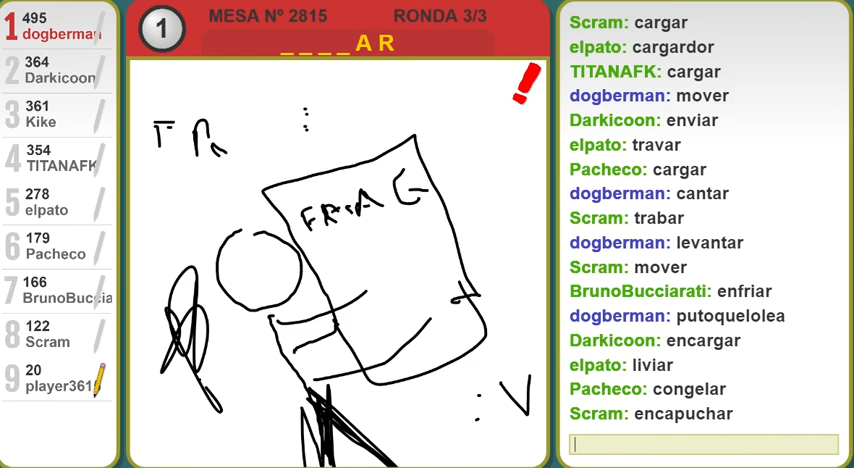 1 495
dogberman
2 364
Darkicoon
3 361
Kike
4 354
TITANAFK
5 278
elpato
6 179
Pacheco
7 166
BrunoBuccia
8 122
Scram
9 20
player361
1
MESA Nº 2815
RONDA 3/3
_ _ _ _ A R
:V
Scram: cargar
elpato: cargardor
TITANAFK: cargar
dogberman: mover
Darkicoon: enviar
elpato: travar
Pacheco: cargar
dogberman: cantar
Scram: trabar
dogberman: levantar
Scram: mover
BrunoBucciarati: enfriar
dogberman: putoquelolea
Darkicoon: encargar
elpato: liviar
Pacheco: congelar
Scram: encapuchar